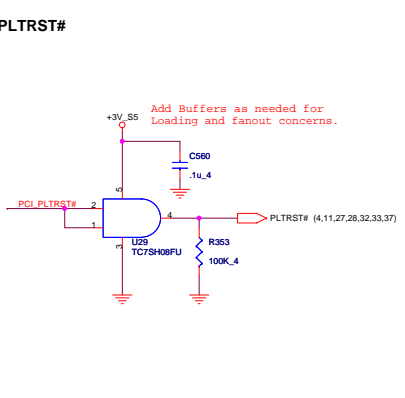 PLTRST#
Add Buffers as needed for
Loading and fanout concerns.
+3V_S5
C560
.1u_4
5
PCI_PLTRST#
2
4
1
PLTRST# (4,11,27,28,32,33,37)
3
U29
TC7SH08FU
R353
100K_4